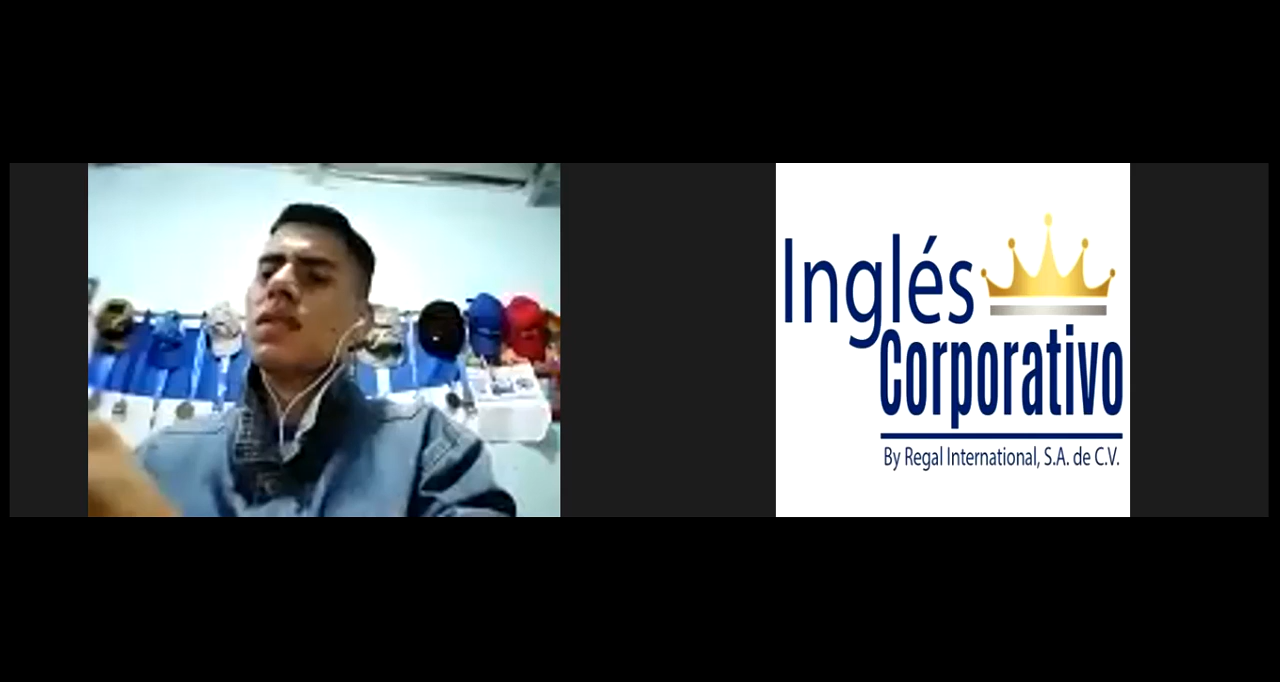 Inglés
Corporativo
By Regal International, S.A. de C.V.